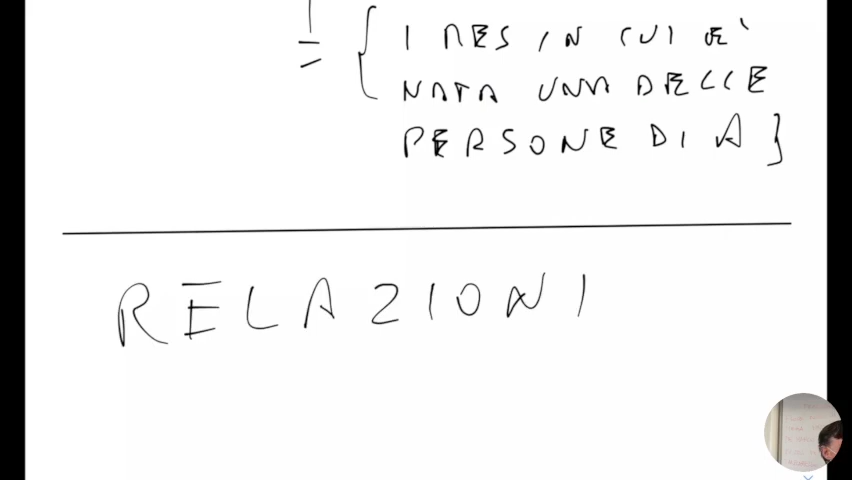 = { I MES IN CUI E'
NATA UNA DELLE
PERSONE DI A }
RELAZIONI